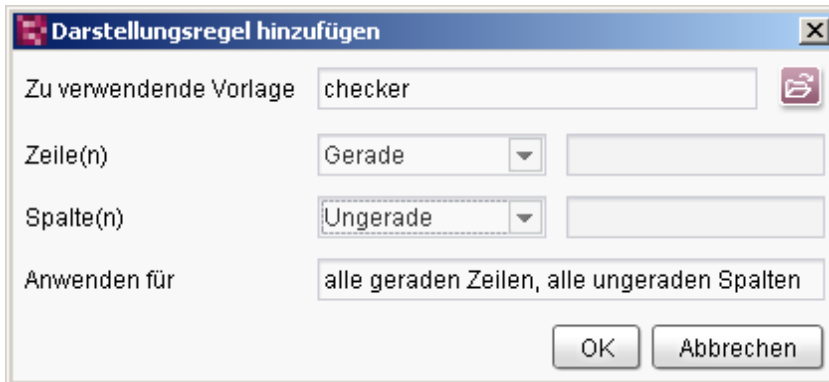 Darstellungsregel hinzufügen
Zu verwendende Vorlage checker
Zeile(n) Gerade
Spalte(n) Ungerade
Anwenden für alle geraden Zeilen, alle ungeraden Spalten
OK Abbrechen